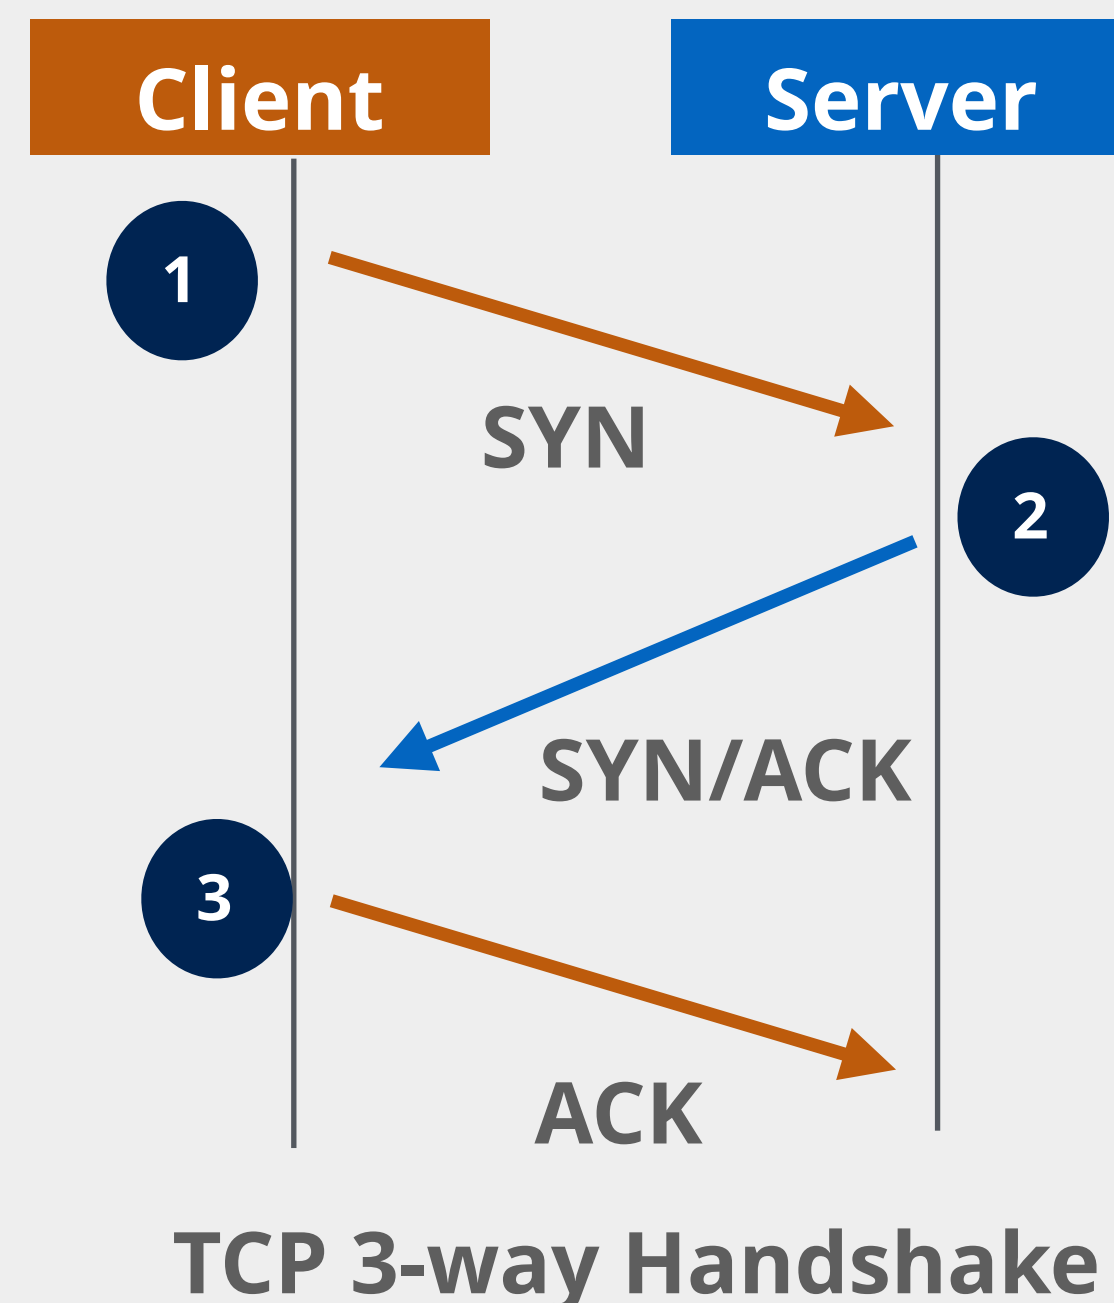 Client
Server
1
SYN
2
SYN/ACK
3
ACK
TCP 3-way Handshake